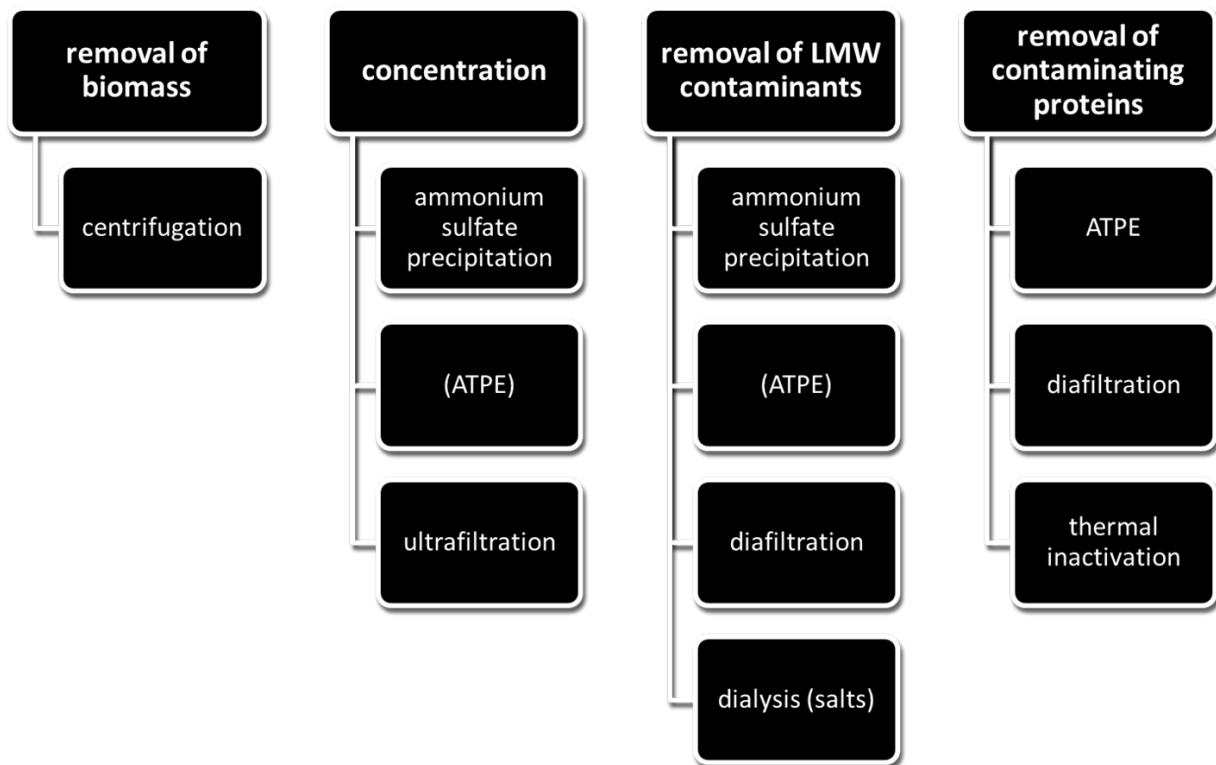 removal of
biomass
centrifugation
concentration
ammonium
sulfate
precipitation
(ATPE)
ultrafiltration
removal of LMW
contaminants
ammonium
sulfate
precipitation
(ATPE)
diafiltration
dialysis (salts)
removal of
contaminating
proteins
ATPE
diafiltration
thermal
inactivation